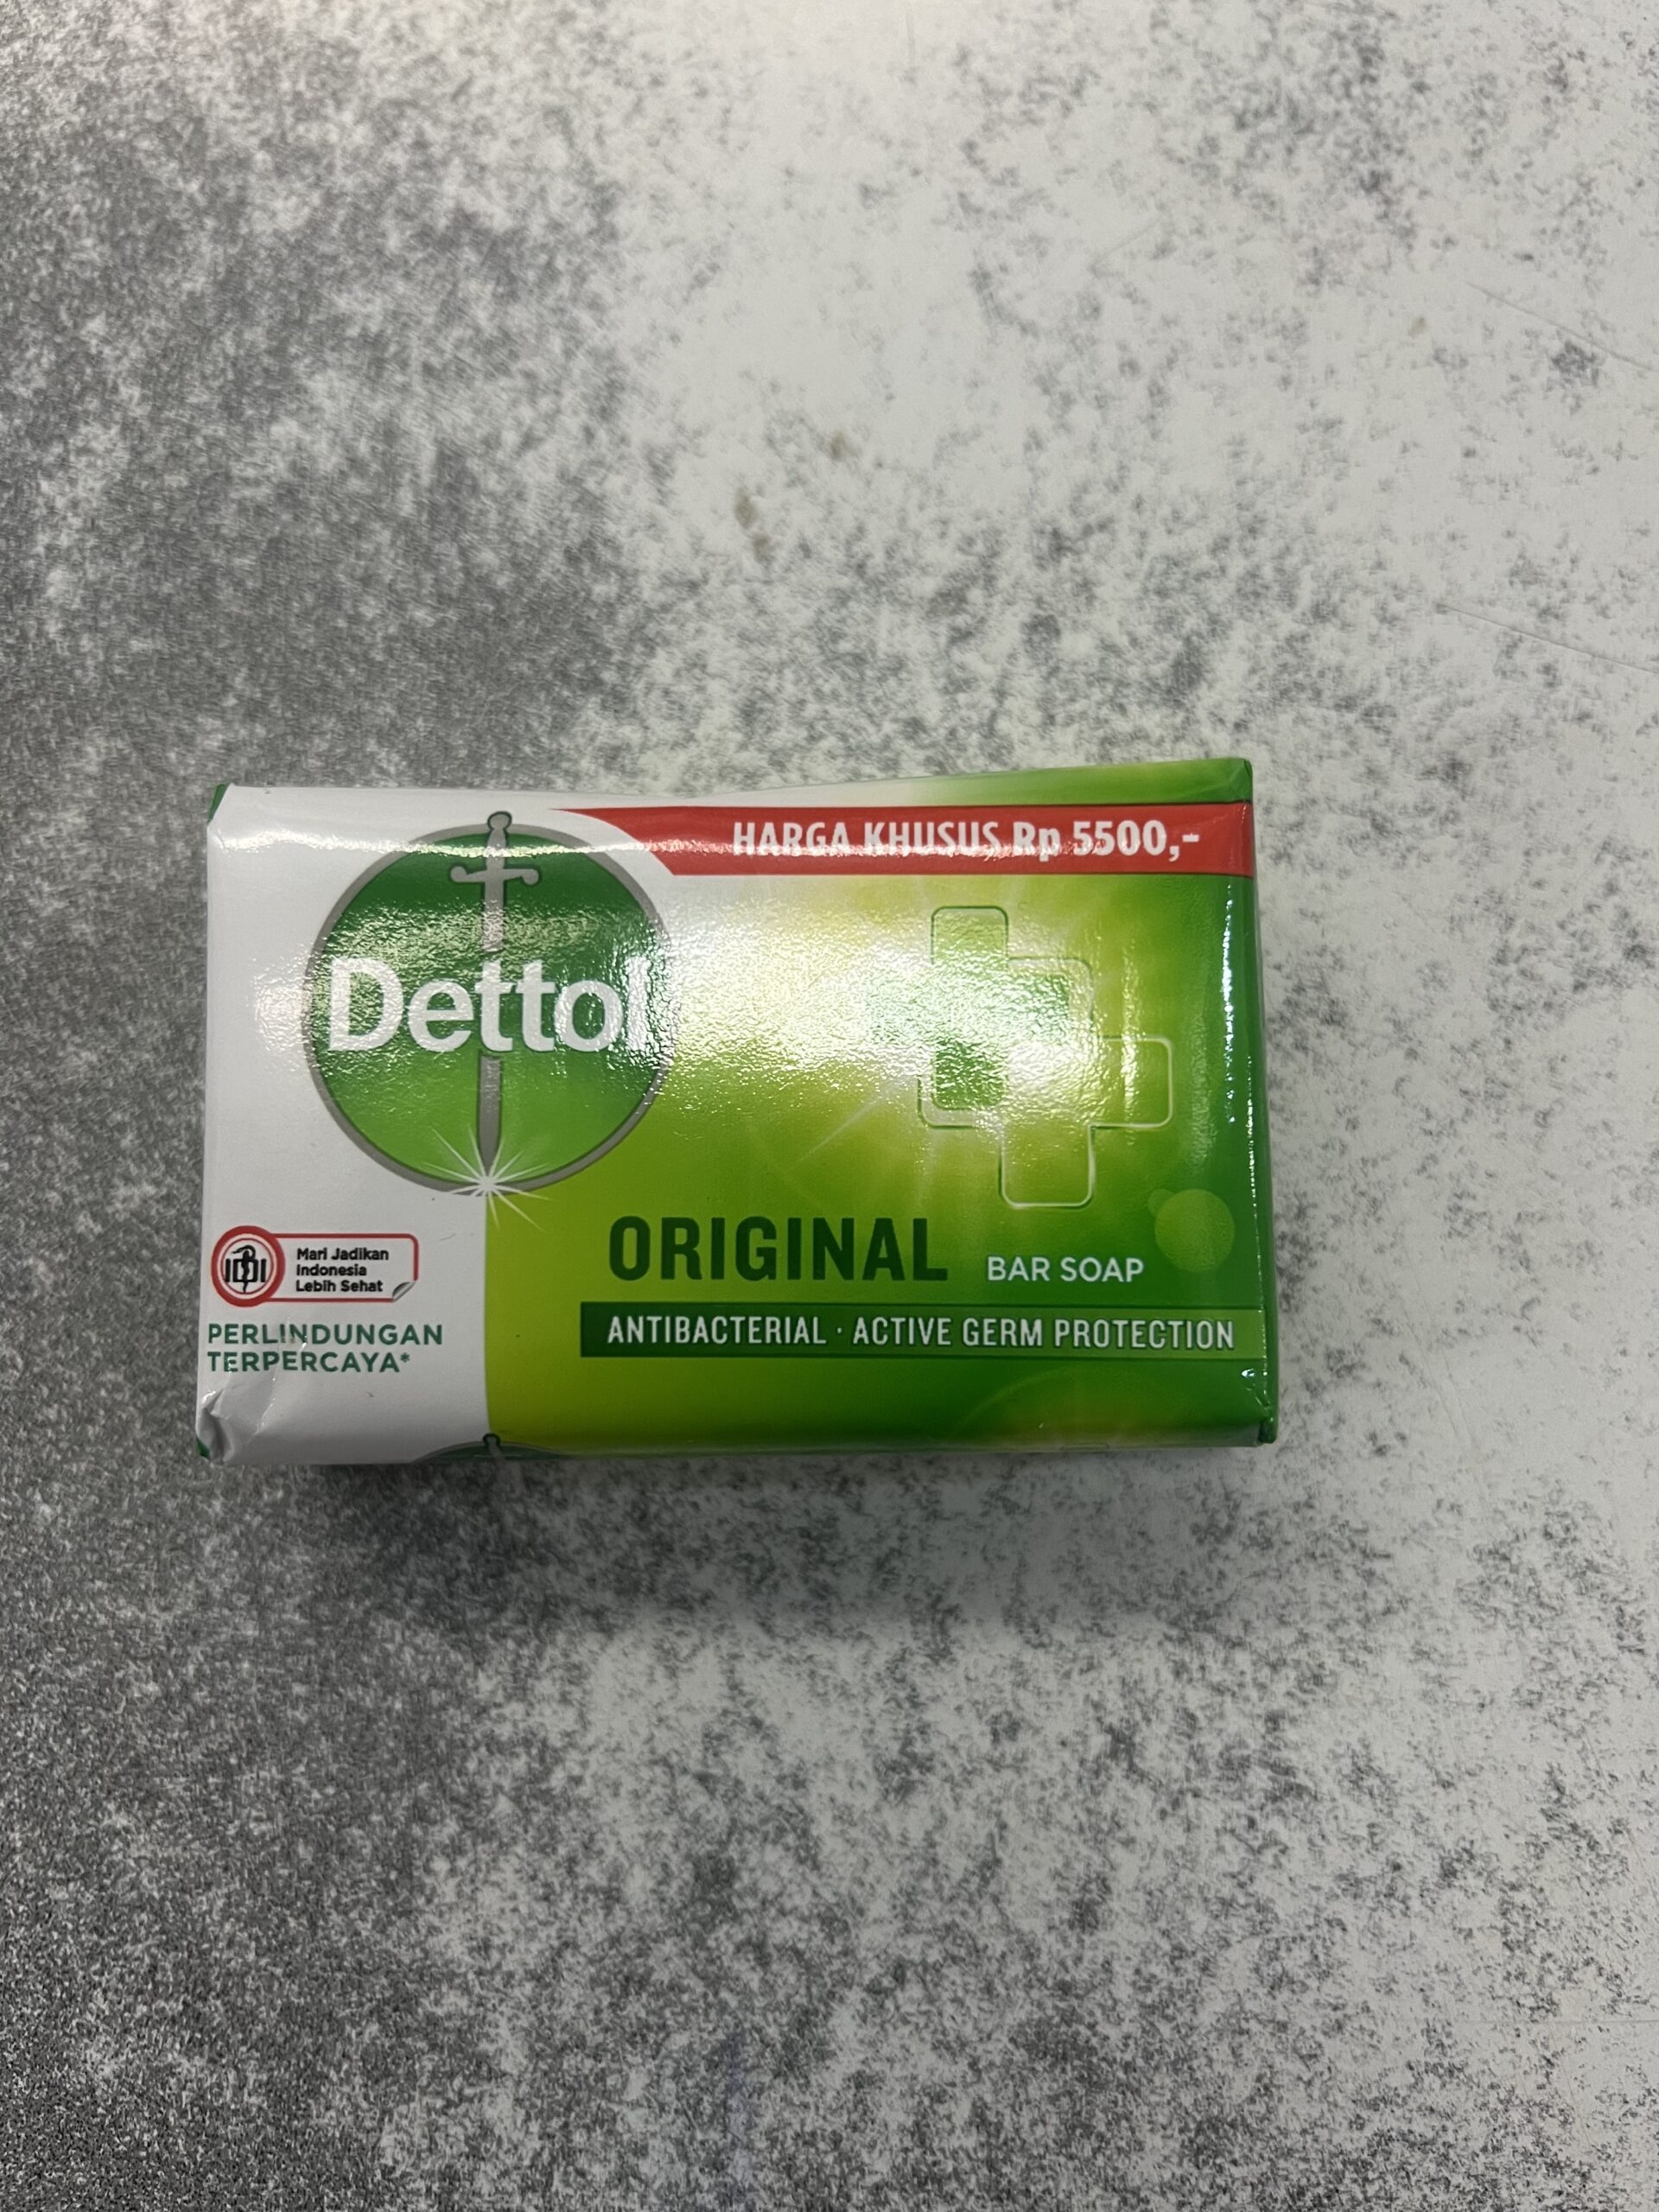 HARGA KHUSUS Rp 5500,-
Dettol
ORIGINAL BAR SOAP
ANTIBACTERIAL · ACTIVE GERM PROTECTION
IDI
Mari Jadikan
Indonesia
Lebih Sehat
PERLINDUNGAN
TERPERCAYA*